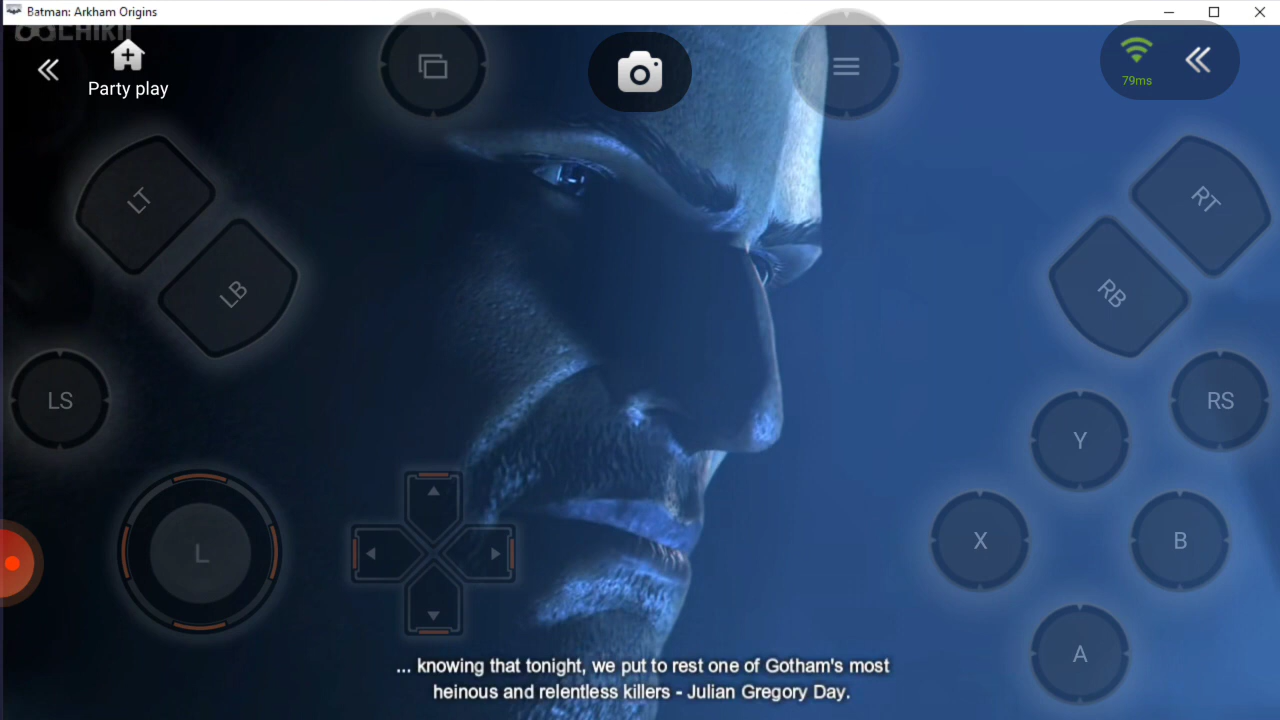 Batman: Arkham Origins
CHIKII
Party play
79ms
LT
RT
LB
RB
LS
RS
Y
L
X
B
A
... knowing that tonight, we put to rest one of Gotham's most
heinous and relentless killers - Julian Gregory Day.